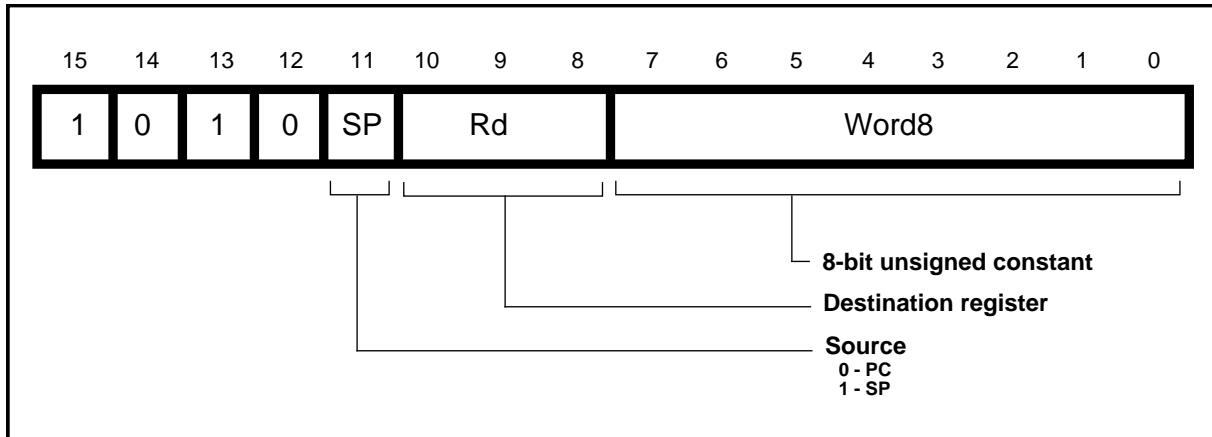 15 14 13 12 11 10 9 8 7 6 5 4 3 2 1 0
1 0 1 0 SP Rd Word8
8-bit unsigned constant
Destination register
Source
0 - PC
1 - SP